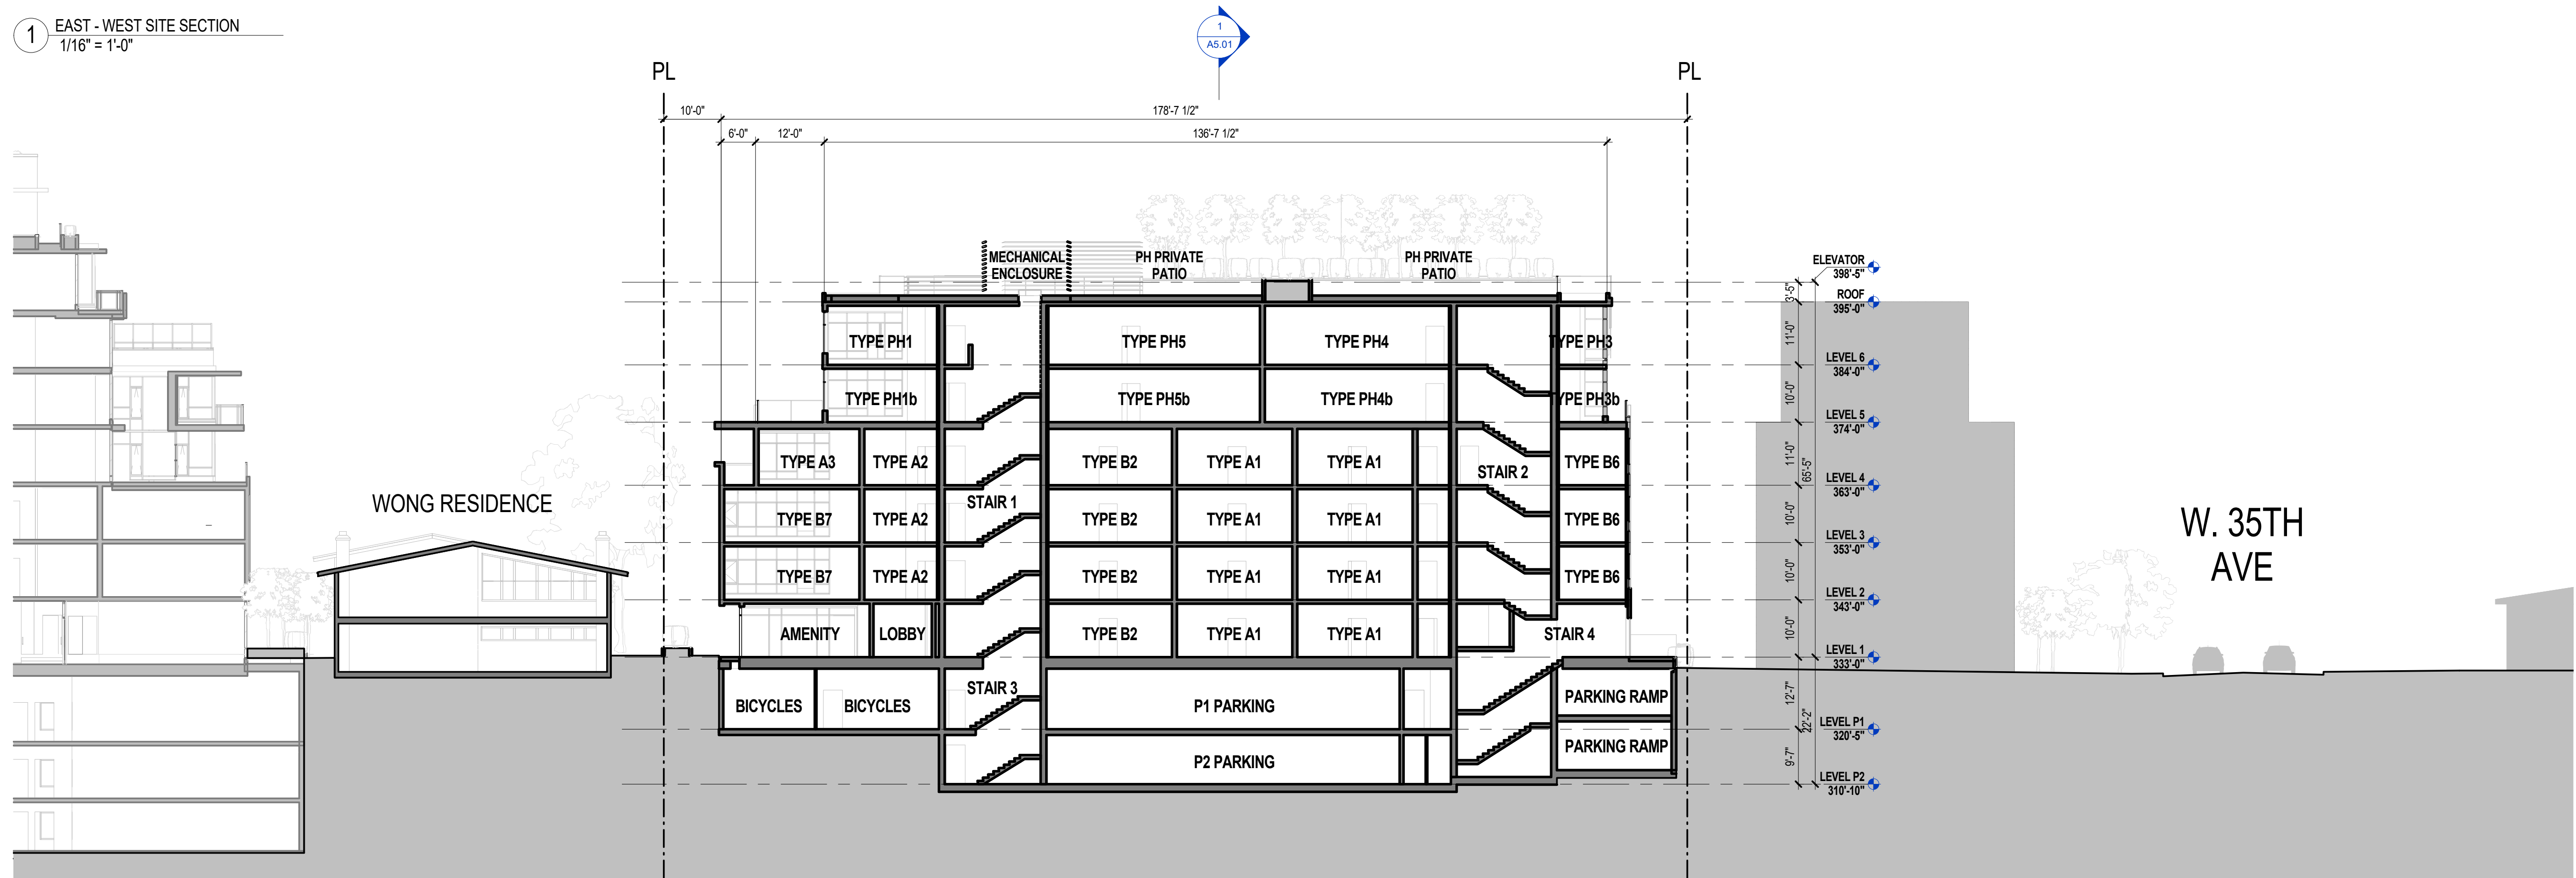 1
EAST - WEST SITE SECTION
1/16" = 1'-0"
1
A5.01
PL
PL
10'-0"
178'-7 1/2"
6'-0"
12'-0"
136'-7 1/2"
MECHANICAL
ENCLOSURE
PH PRIVATE
PATIO
PH PRIVATE
PATIO
ELEVATOR
398'-5"
3'-5"
ROOF
395'-0"
TYPE PH1
TYPE PH5
TYPE PH4
TYPE PH3
11'-0"
LEVEL 6
384'-0"
TYPE PH1b
TYPE PH5b
TYPE PH4b
TYPE PH3b
10'-0"
LEVEL 5
374'-0"
TYPE A3
TYPE A2
TYPE B2
TYPE A1
TYPE A1
STAIR 2
TYPE B6
11'-0"
65'-5"
LEVEL 4
363'-0"
WONG RESIDENCE
STAIR 1
TYPE B7
TYPE A2
TYPE B2
TYPE A1
TYPE A1
TYPE B6
10'-0"
W. 35TH
AVE
LEVEL 3
353'-0"
TYPE B7
TYPE A2
TYPE B2
TYPE A1
TYPE A1
TYPE B6
10'-0"
LEVEL 2
343'-0"
AMENITY
LOBBY
TYPE B2
TYPE A1
TYPE A1
STAIR 4
10'-0"
LEVEL 1
333'-0"
STAIR 3
BICYCLES
BICYCLES
P1 PARKING
PARKING RAMP
12'-7"
22'-2"
LEVEL P1
320'-5"
P2 PARKING
PARKING RAMP
9'-7"
LEVEL P2
310'-10"